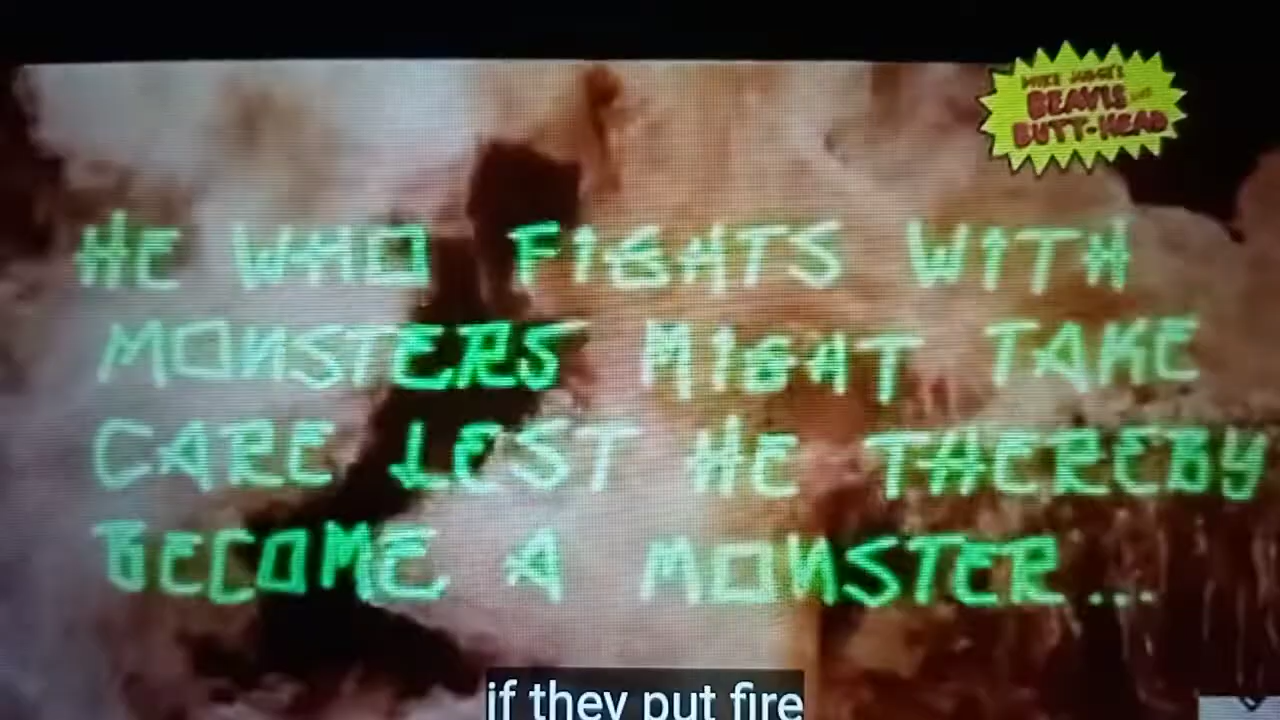 MIKE JUDGE'S
BEAVIS AND
BUTT-HEAD
HE WHO FIGHTS WITH
MONSTERS MIGHT TAKE
CARE LEST HE THEREBY
BECOME A MONSTER...
if they put fire